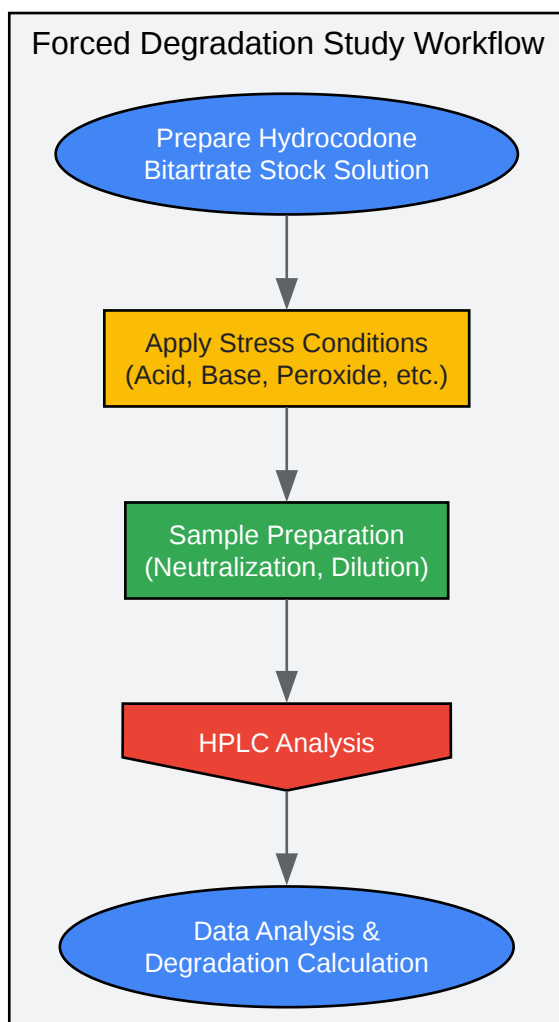 Forced Degradation Study Workflow
Prepare Hydrocodone
Bitartrate Stock Solution
Apply Stress Conditions
(Acid, Base, Peroxide, etc.)
Sample Preparation
(Neutralization, Dilution)
HPLC Analysis
Data Analysis &
Degradation Calculation